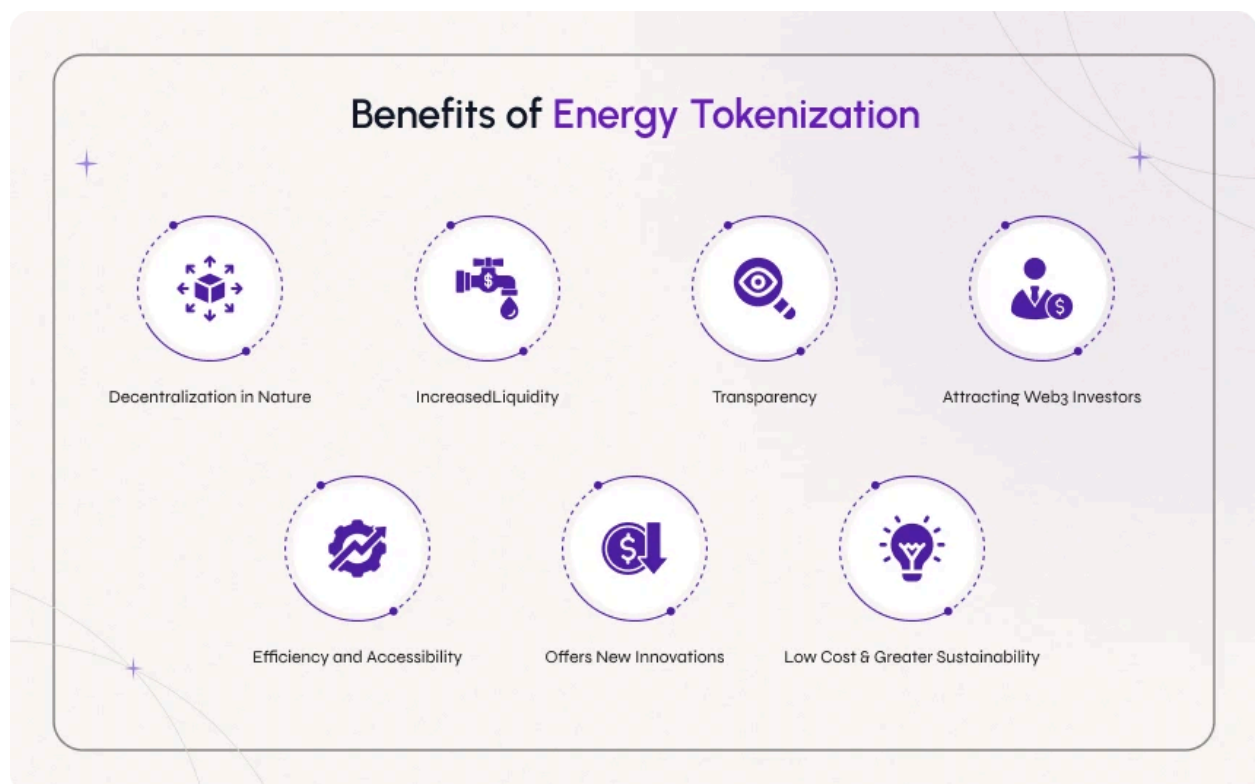 Benefits of Energy Tokenization
Decentralization in Nature
IncreasedLiquidity
Transparency
Attracting Web3 Investors
Efficiency and Accessibility
Offers New Innovations
Low Cost & Greater Sustainability